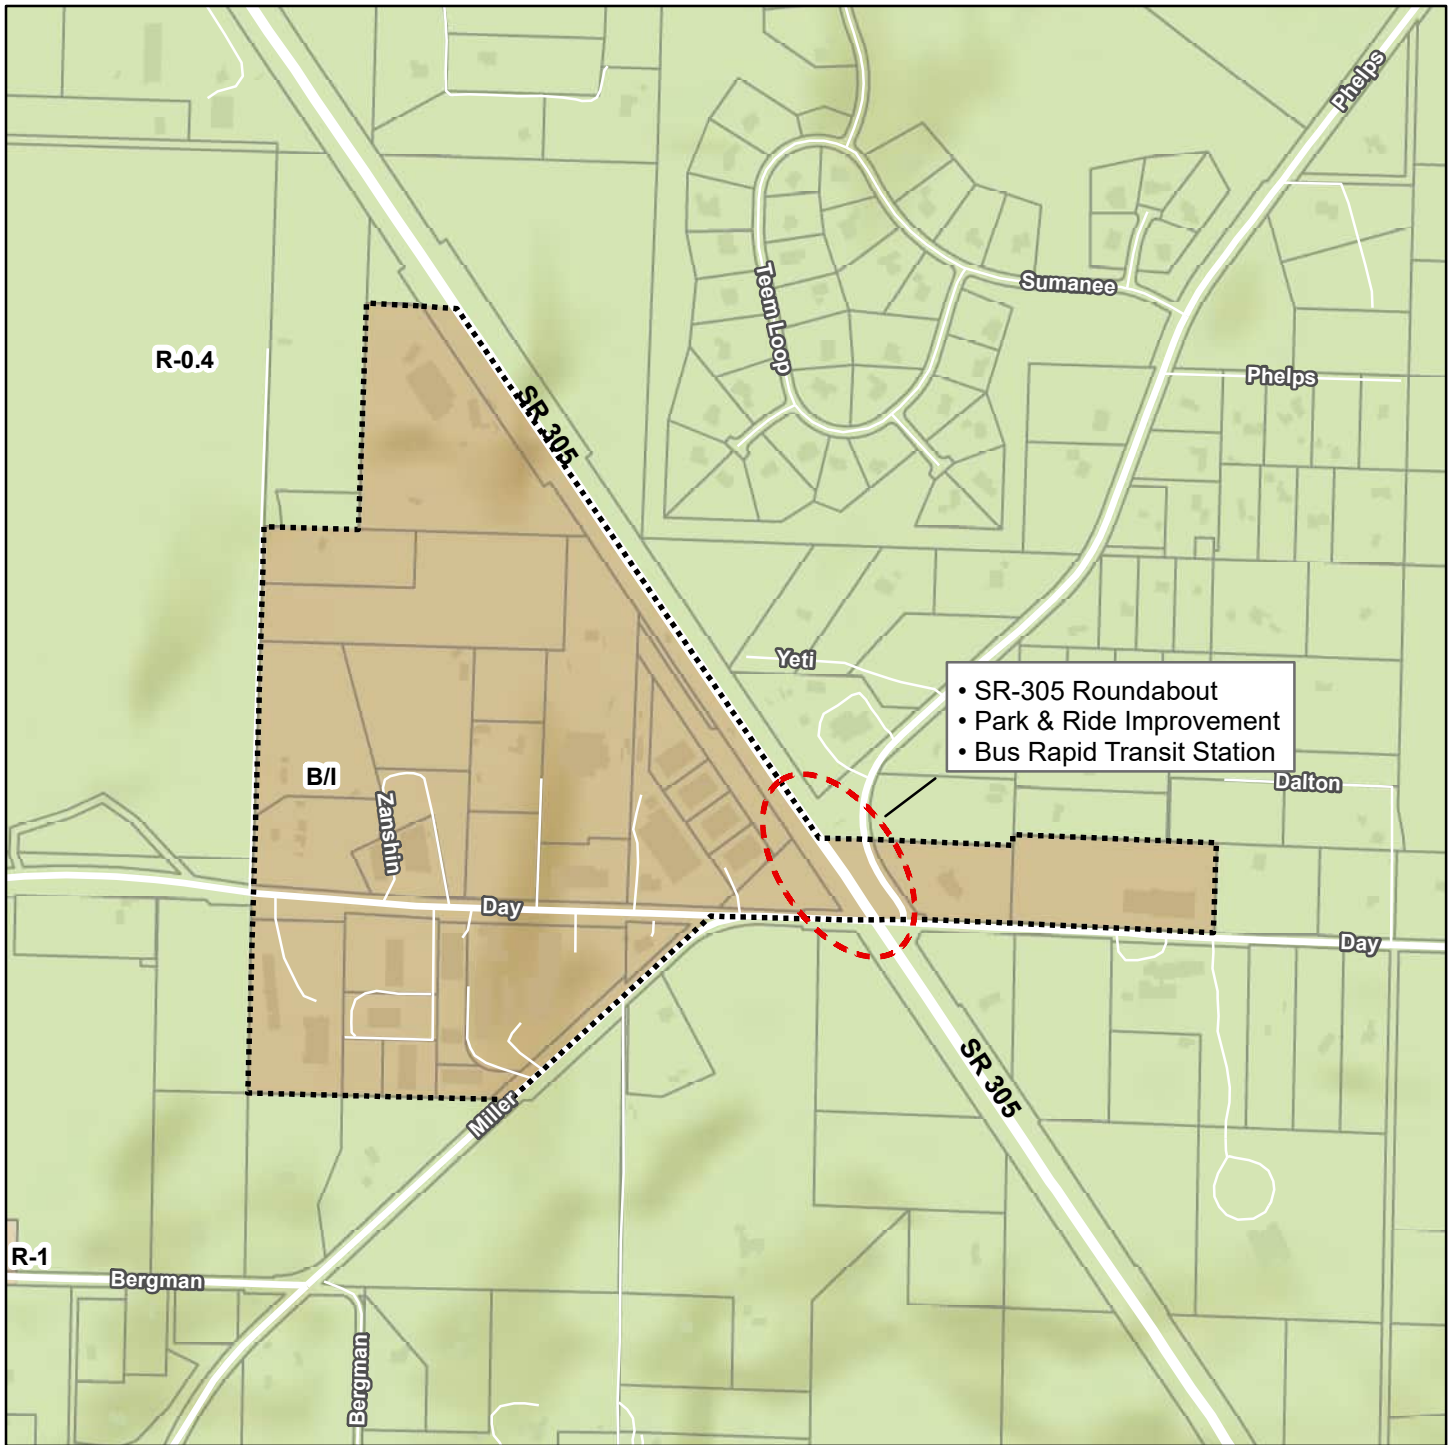 Phelps
Teem Loop
Sumanee
R-0.4
SR 305
Phelps
Yeti
• SR-305 Roundabout
• Park & Ride Improvement
• Bus Rapid Transit Station
B/I
Zanshin
Dalton
Day
Day
SR 305
Miller
R-1
Bergman
Bergman